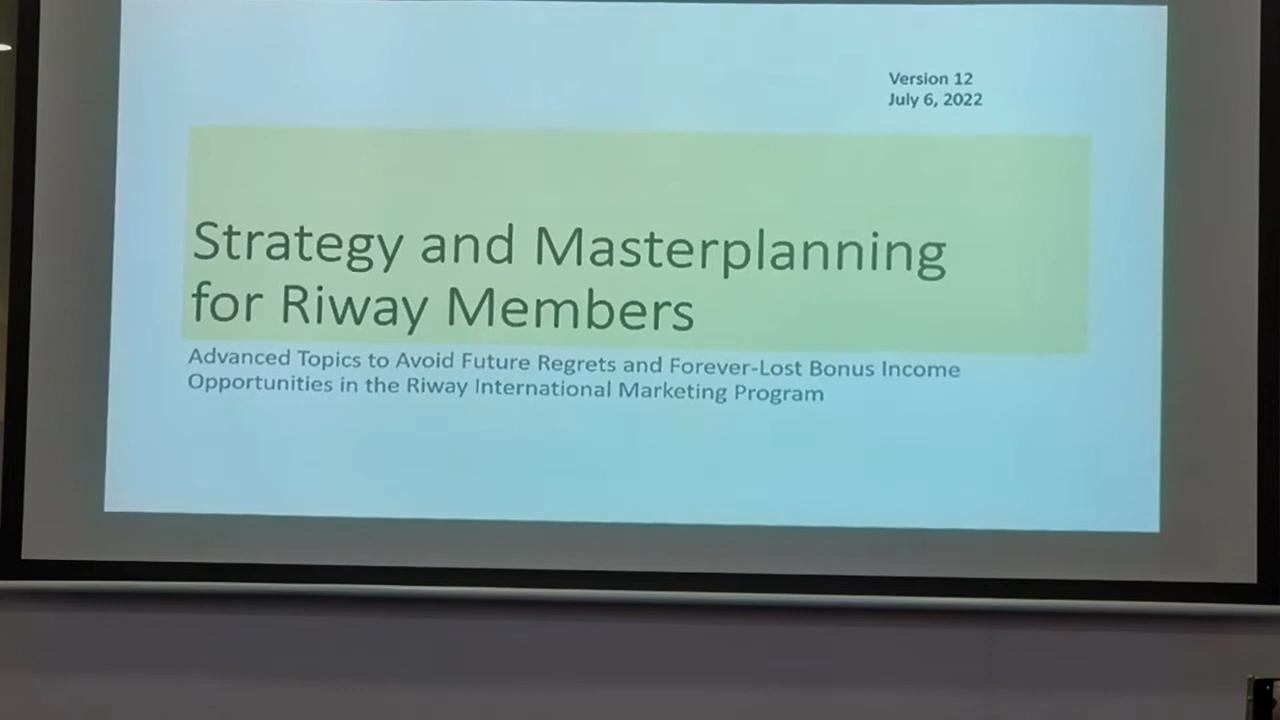 Version 12
July 6, 2022
Strategy and Masterplanning
for Riway Members
Advanced Topics to Avoid Future Regrets and Forever-Lost Bonus Income
Opportunities in the Riway International Marketing Program